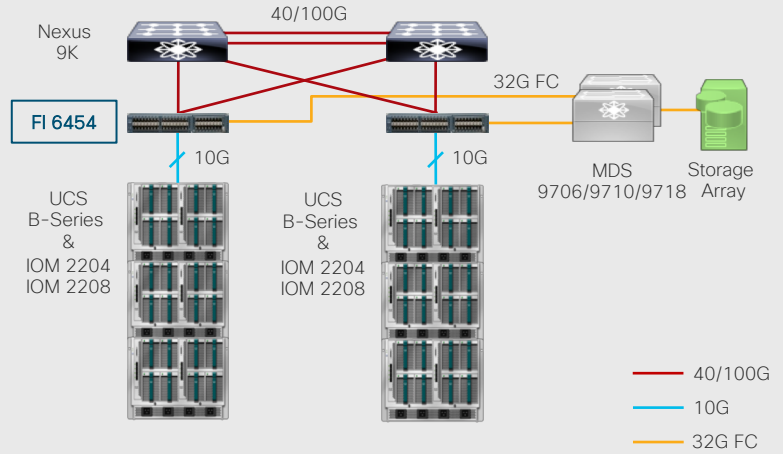 40/100G
Nexus
9K
32G FC
FI 6454
10G
10G
MDS
9706/9710/9718
Storage
Array
UCS
B-Series
&
IOM 2204
IOM 2208
UCS
B-Series
&
IOM 2204
IOM 2208
40/100G
10G
32G FC